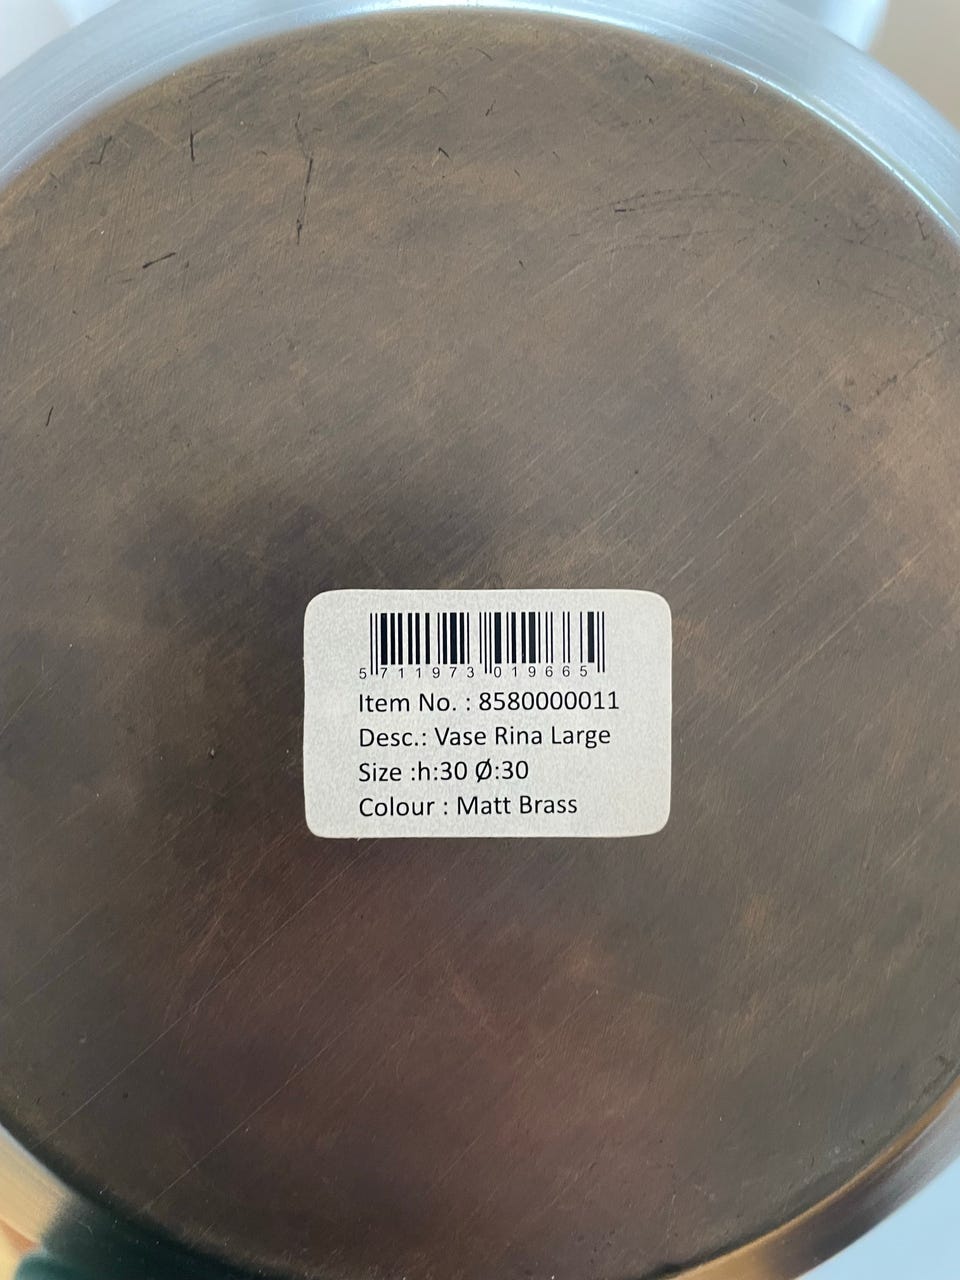 5711973019665
Item No. : 8580000011
Desc.: Vase Rina Large
Size :h:30 Ø:30
Colour : Matt Brass